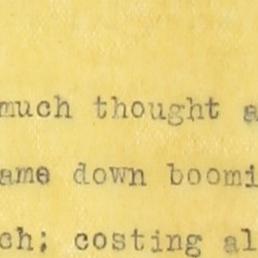 much thought a
ame down boomi
ch; costing al